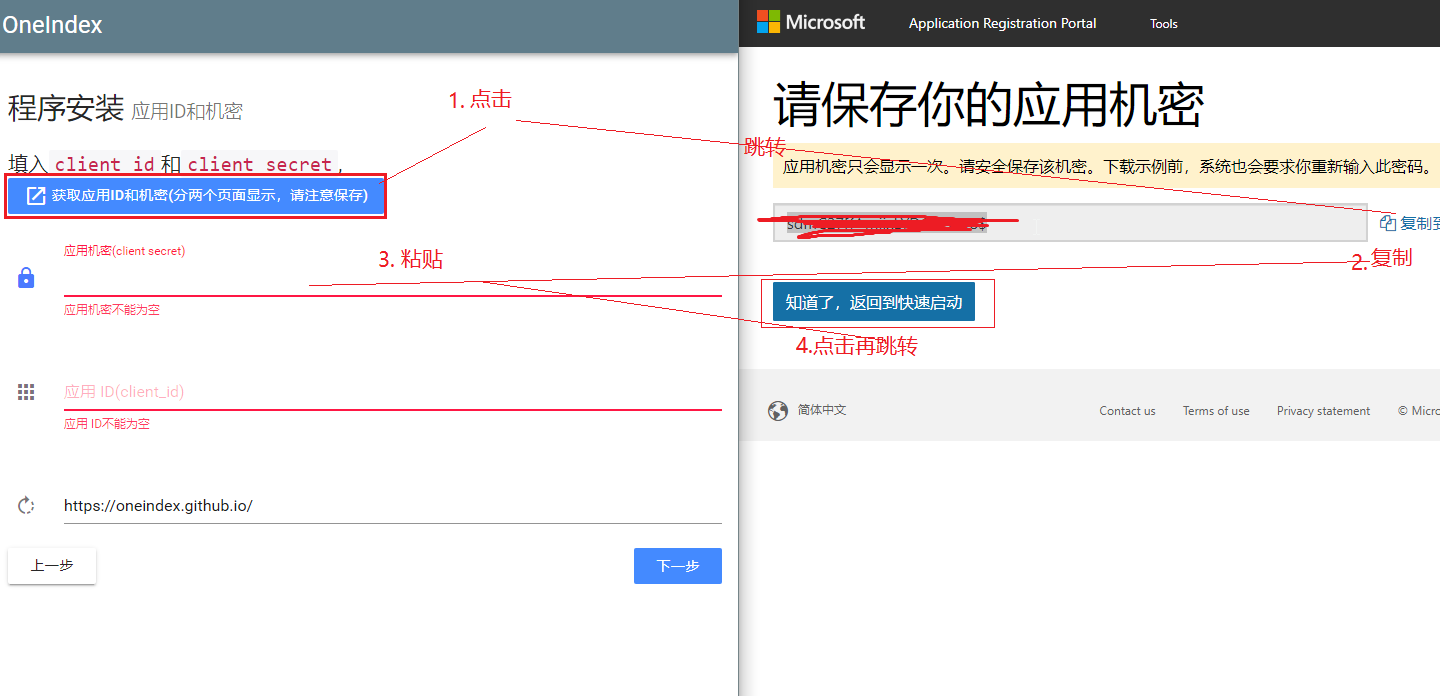 OneIndex
程序安装 应用ID和机密
填入 client_id 和 client_secret,
获取应用ID和机密(分两个页面显示，请注意保存)
1. 点击
应用机密(client secret)
3. 粘贴
应用机密不能为空
应用 ID(client_id)
应用 ID不能为空
https://oneindex.github.io/
上一步
下一步
Microsoft
Application Registration Portal
Tools
请保存你的应用机密
跳转
应用机密只会显示一次。请安全保存该机密。下载示例前，系统也会要求你重新输入此密码。
复制到
2.复制
知道了，返回到快速启动
4.点击再跳转
简体中文
Contact us
Terms of use
Privacy statement
© Micro